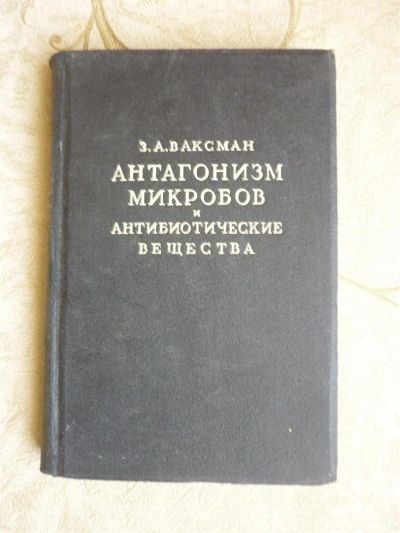 З.А.ВАКСМАН
АНТАГОНИЗМ
МИКРОБОВ
и
АНТИБИОТИЧЕСКИЕ
ВЕЩЕСТВА